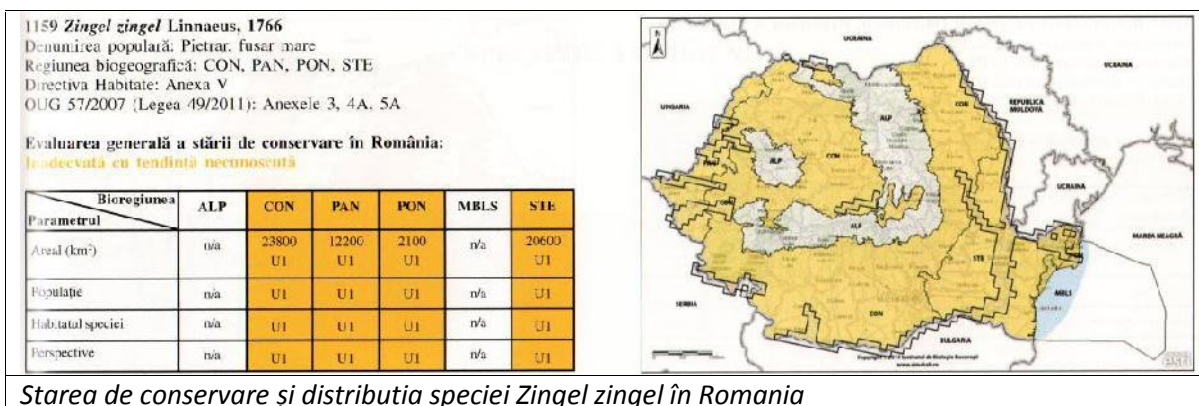 1159 Zingel zingel Linnaeus, 1766
Denumirea populară: Pietrar, fusar mare
Regiunea biogeografică: CON, PAN, PON, STE
Directiva Habitate: Anexa V
OUG 57/2007 (Legea 49/2011): Anexele 3, 4A, 5A
Evaluarea generală a stării de conservare în România:
Inadecvată cu tendință necunoscută
Bioregiunea
Parametrul
ALP CON PAN PON MBLS STE
Areal (km²) n/a 23800 12200 2100 n/a 20600
U1 U1 U1 U1
Populație n/a U1 U1 U1 n/a U1
Habitatul speciei n/a U1 U1 U1 n/a U1
Perspective n/a U1 U1 U1 n/a U1
N
UCRAINA
UCRAINA
UNGARIA
CON
REPUBLICA
MOLDOVA
ALP
PAN
ALP
CON
UCRAINA
ALP
MAREA NEAGRĂ
STE
MBLS
SERBIA
CON
BULGARIA
esri
Starea de conservare și distributia speciei Zingel zingel în Romania